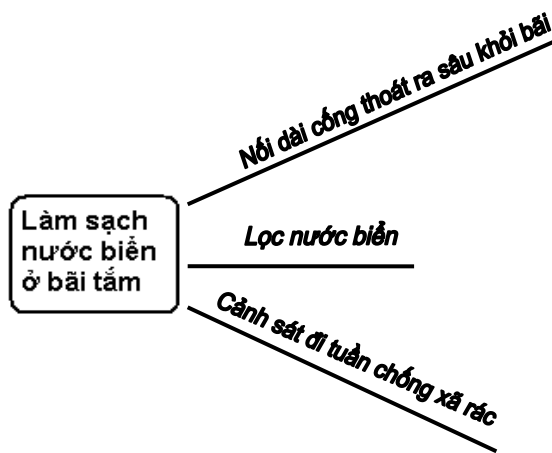 Nối dài cống thoát ra sâu khỏi bãi
Làm sạch
nước biển
ở bãi tắm
Lọc nước biển
Cảnh sát đi tuần chống xã rác